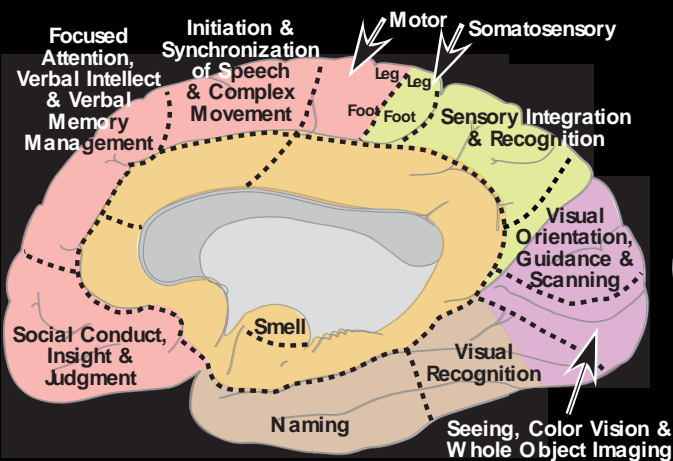 Focused
Attention,
Verbal Intellect
& Verbal
Memory
Management
Initiation &
Synchronization
of Speech
& Complex
Movement
Motor
Somatosensory
Leg
Leg
Foot
Foot
Sensory Integration
& Recognition
Visual
Orientation,
Guidance &
Scanning
Social Conduct,
Insight &
Judgment
Smell
Visual
Recognition
Naming
Seeing, Color Vision &
Whole Object Imaging